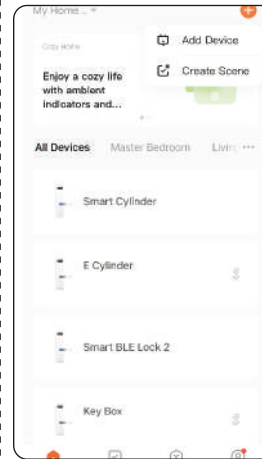 My Home... 
Add Device
Cozy Home
Create Scene
Enjoy a cozy life
with ambient
indicators and...
All Devices Master Bedroom Livin ...
Smart Cylinder
E Cylinder
Smart BLE Lock 2
Key Box